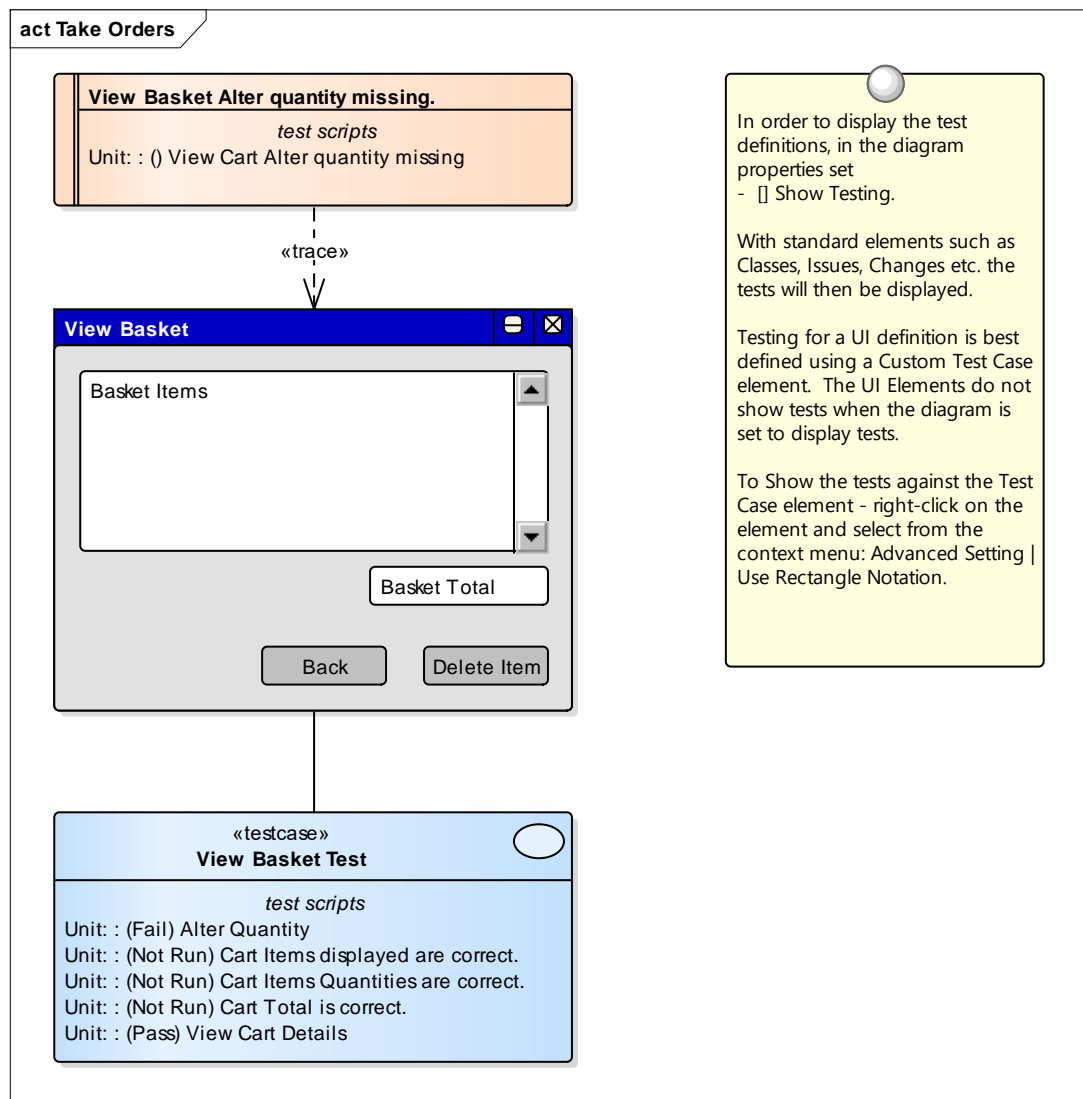 act Take Orders
View Basket Alter quantity missing.
test scripts
Unit: : () View Cart Alter quantity missing
«trace»
View Basket
Basket Items
Basket Total
Back
Delete Item
«testcase»
View Basket Test
test scripts
Unit: : (Fail) Alter Quantity
Unit: : (Not Run) Cart Items displayed are correct.
Unit: : (Not Run) Cart Items Quantities are correct.
Unit: : (Not Run) Cart Total is correct.
Unit: : (Pass) View Cart Details
In order to display the test
definitions, in the diagram
properties set
-  [] Show Testing.
With standard elements such as
Classes, Issues, Changes etc. the
tests will then be displayed.
Testing for a UI definition is best
defined using a Custom Test Case
element.  The UI Elements do not
show tests when the diagram is
set to display tests.
To Show the tests against the Test
Case element - right-click on the
element and select from the
context menu: Advanced Setting |
Use Rectangle Notation.